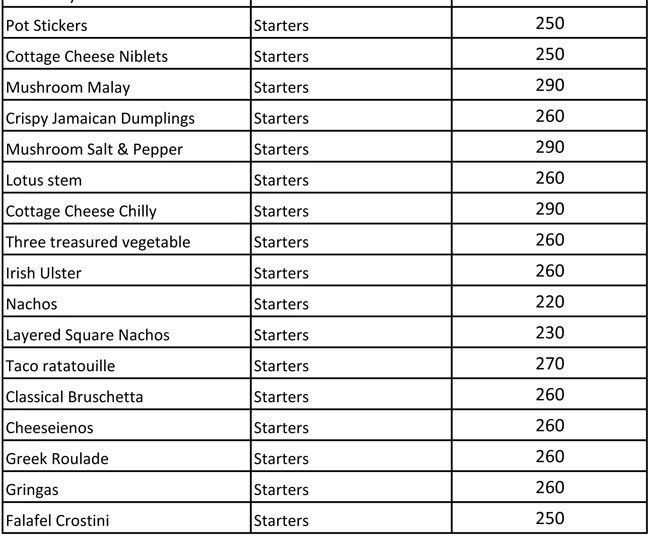 Pot Stickers Starters 250
Cottage Cheese Niblets Starters 250
Mushroom Malay Starters 290
Crispy Jamaican Dumplings Starters 260
Mushroom Salt & Pepper Starters 290
Lotus stem Starters 260
Cottage Cheese Chilly Starters 290
Three treasured vegetable Starters 260
Irish Ulster Starters 260
Nachos Starters 220
Layered Square Nachos Starters 230
Taco ratatouille Starters 270
Classical Bruschetta Starters 260
Cheeseienos Starters 260
Greek Roulade Starters 260
Gringas Starters 260
Falafel Crostini Starters 250